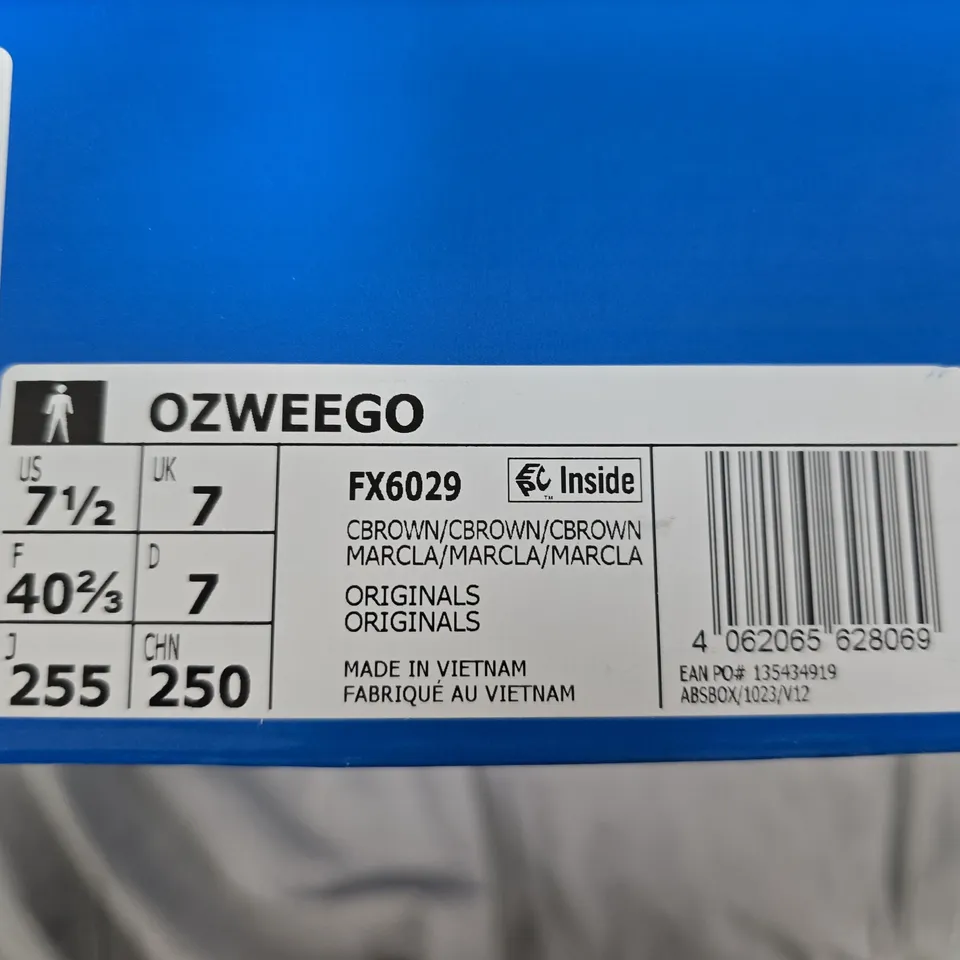 OZWEEGO
US
7½
UK
7
F
40⅔
D
7
J
255
CHN
250
FX6029
EPC™ Inside
CBROWN/CBROWN/CBROWN
MARCLA/MARCLA/MARCLA
ORIGINALS
ORIGINALS
MADE IN VIETNAM
FABRIQUÉ AU VIETNAM
4 062065 628069
EAN PO# 135434919
ABSBOX/1023/V12